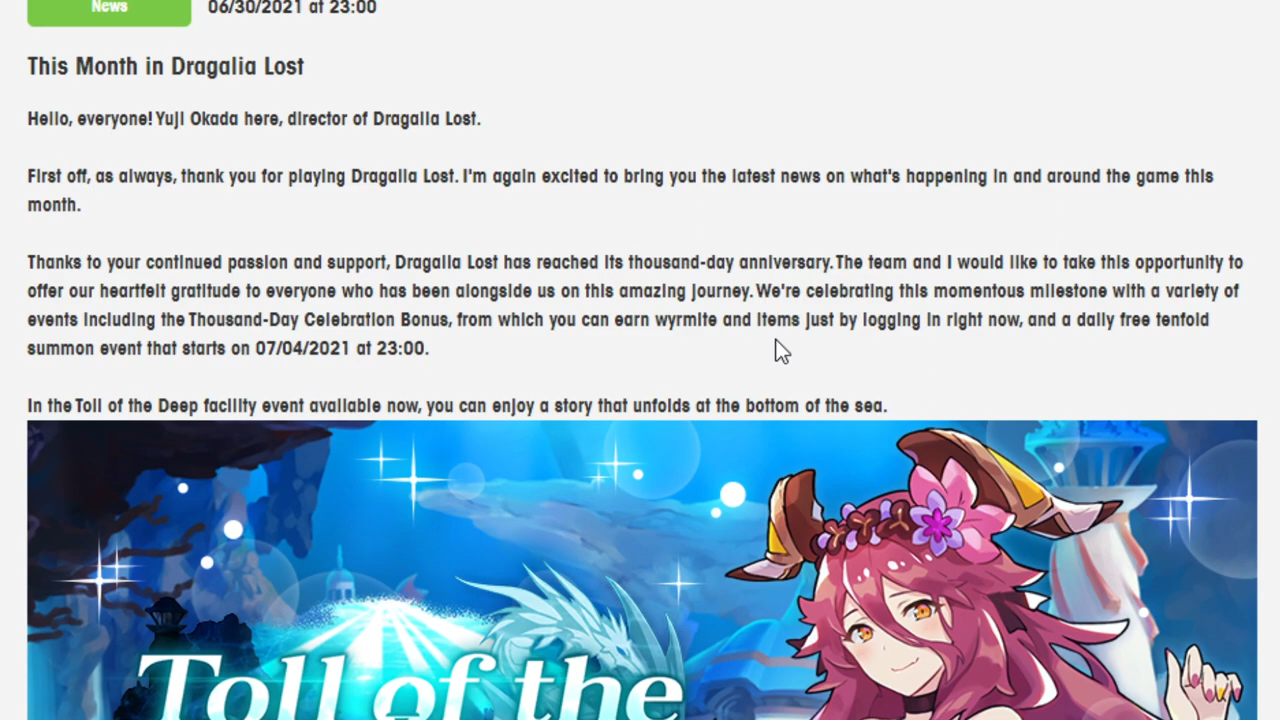 News
06/30/2021 at 23:00
This Month in Dragalia Lost
Hello, everyone! Yuji Okada here, director of Dragalia Lost.
First off, as always, thank you for playing Dragalia Lost. I'm again excited to bring you the latest news on what's happening in and around the game this
month.
Thanks to your continued passion and support, Dragalia Lost has reached its thousand-day anniversary. The team and I would like to take this opportunity to
offer our heartfelt gratitude to everyone who has been alongside us on this amazing journey. We're celebrating this momentous milestone with a variety of
events including the Thousand-Day Celebration Bonus, from which you can earn wyrmite and items just by logging in right now, and a daily free tenfold
summon event that starts on 07/04/2021 at 23:00.
In the Toll of the Deep facility event available now, you can enjoy a story that unfolds at the bottom of the sea.
Toll of the